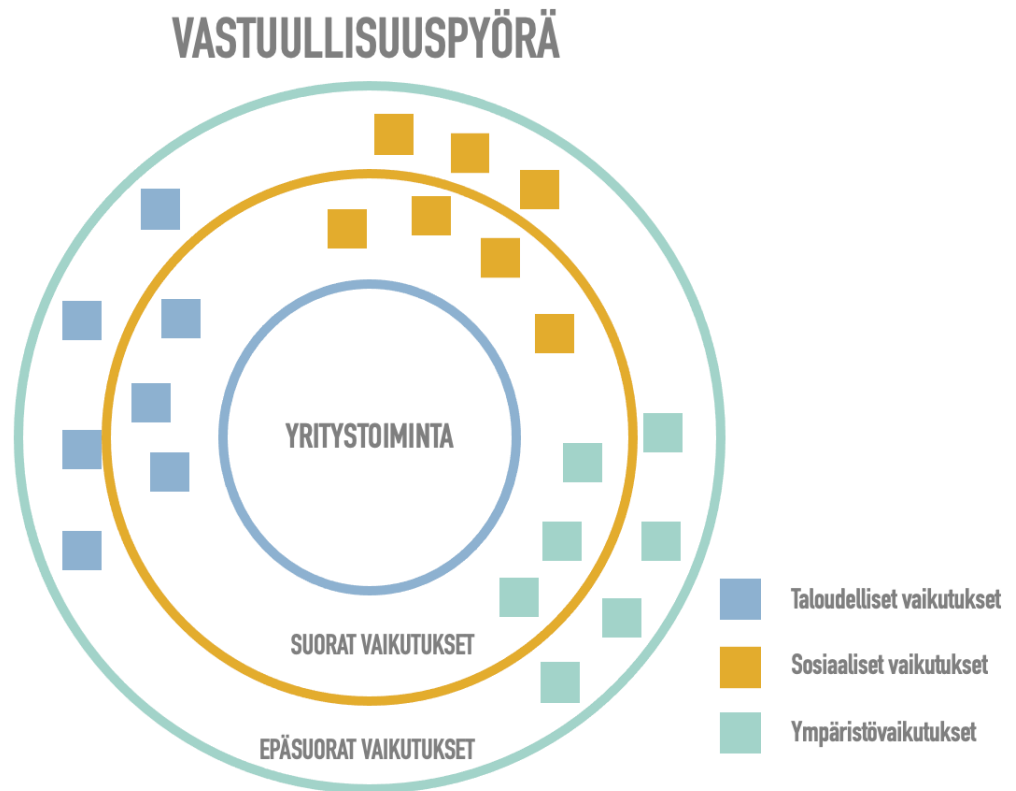 VASTUULLISUUSPYÖRÄ
YRITYSTOIMINTA
SUORAT VAIKUTUKSET
EPÄSUORAT VAIKUTUKSET
Taloudelliset vaikutukset
Sosiaaliset vaikutukset
Ympäristövaikutukset